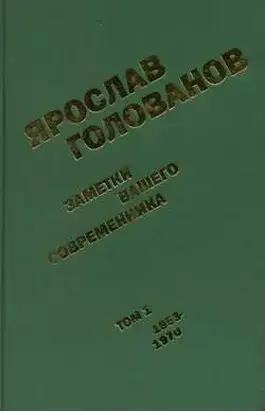 ЯРОСЛАВ
ГОЛОВАНОВ
ЗАМЕТКИ
ВАШЕГО
СОВРЕМЕННИКА
ТОМ 1
1953-
1970